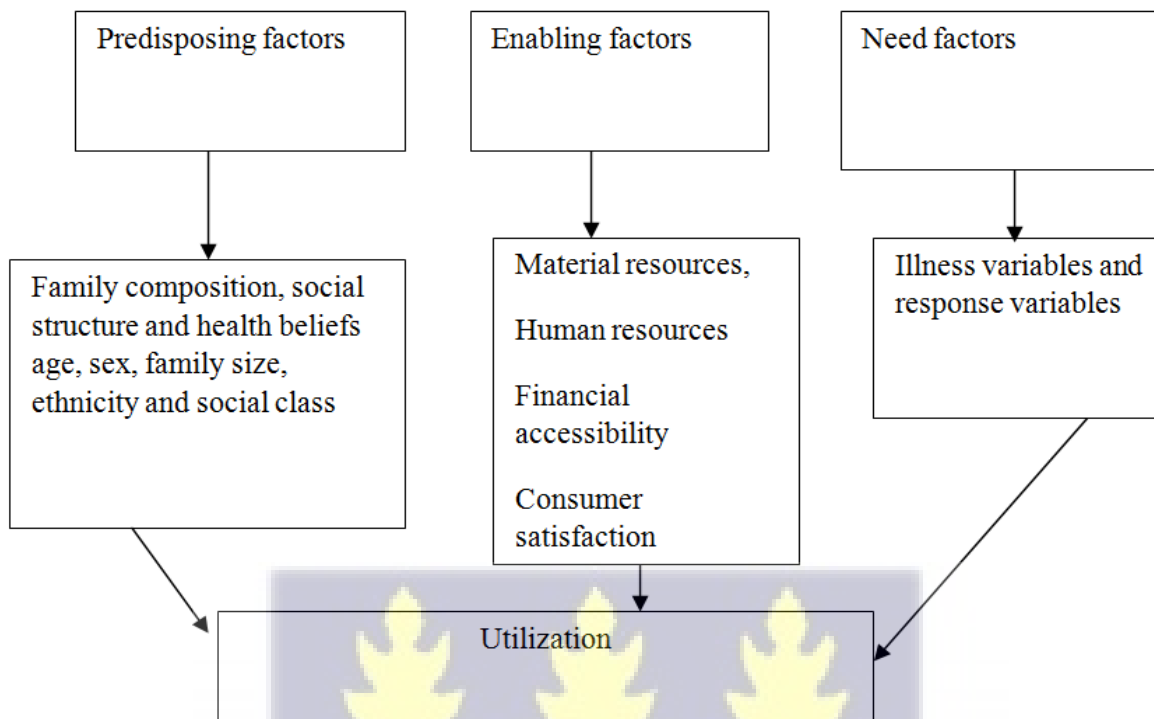 Predisposing factors
Enabling factors
Need factors
Family composition, social
structure and health beliefs
age, sex, family size,
ethnicity and social class
Material resources,
Human resources
Financial
accessibility
Consumer
satisfaction
Illness variables and
response variables
Utilization